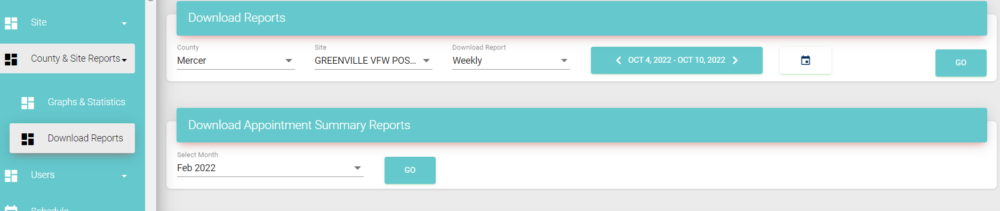 Site
County & Site Reports
Graphs & Statistics
Download Reports
Users
Download Reports
County
Mercer
Site
GREENVILLE VFW POS...
Download Report
Weekly
OCT 4, 2022 - OCT 10, 2022
GO
Download Appointment Summary Reports
Select Month
Feb 2022
GO